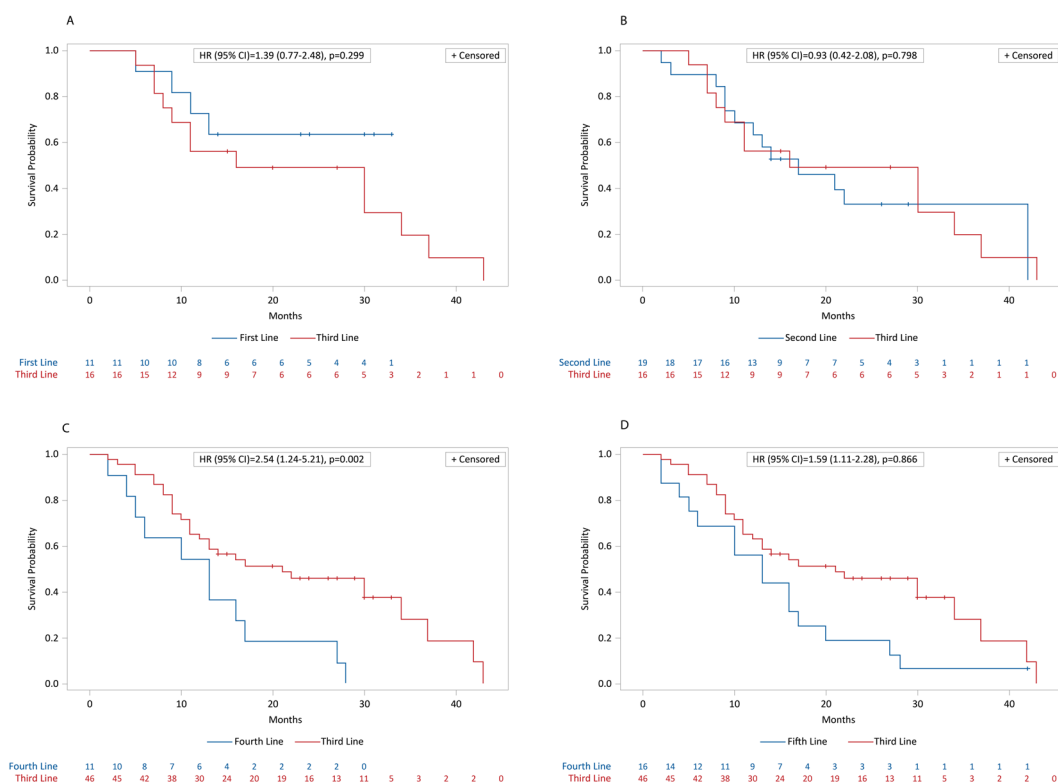 A
HR (95% CI)=1.39 (0.77-2.48), p=0.299
+ Censored
1.0
0.8
0.6
0.4
0.2
0.0
Survival Probability
0 10 20 30 40
Months
First Line Third Line
First Line 11 11 10 10 8 6 6 6 5 4 4 1
Third Line 16 16 15 12 9 9 7 6 6 6 5 3 2 1 1 0
B
HR (95% CI)=0.93 (0.42-2.08), p=0.798
+ Censored
1.0
0.8
0.6
0.4
0.2
0.0
Survival Probability
0 10 20 30 40
Months
Second Line Third Line
Second Line 19 18 17 16 13 9 7 7 5 4 3 1 1 1 1
Third Line 16 16 15 12 9 9 7 6 6 6 5 3 2 1 1 0
C
HR (95% CI)=2.54 (1.24-5.21), p=0.002
+ Censored
1.0
0.8
0.6
0.4
0.2
0.0
Survival Probability
0 10 20 30 40
Months
Fourth Line Third Line
Fourth Line 11 10 8 7 6 4 2 2 2 2 0
Third Line 46 45 42 38 30 24 20 19 16 13 11 5 3 2 2 0
D
HR (95% CI)=1.59 (1.11-2.28), p=0.866
+ Censored
1.0
0.8
0.6
0.4
0.2
0.0
Survival Probability
0 10 20 30 40
Months
Fifth Line Third Line
Fourth Line 16 14 12 11 9 7 4 3 3 3 1 1 1 1 1
Third Line 46 45 42 38 30 24 20 19 16 13 11 5 3 2 2 0